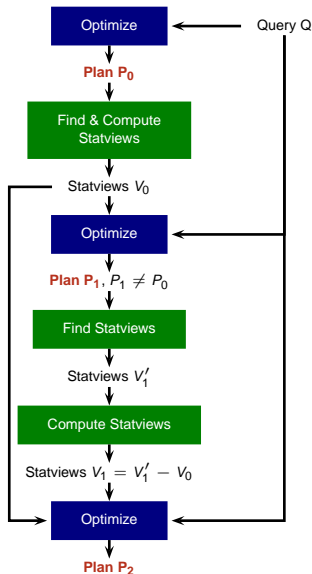 Optimize
Query Q
Plan P₀
Find & Compute
Statviews
Statviews V₀
Optimize
Plan P₁, P₁ ≠ P₀
Find Statviews
Statviews V₁′
Compute Statviews
Statviews V₁ = V₁′ − V₀
Optimize
Plan P₂